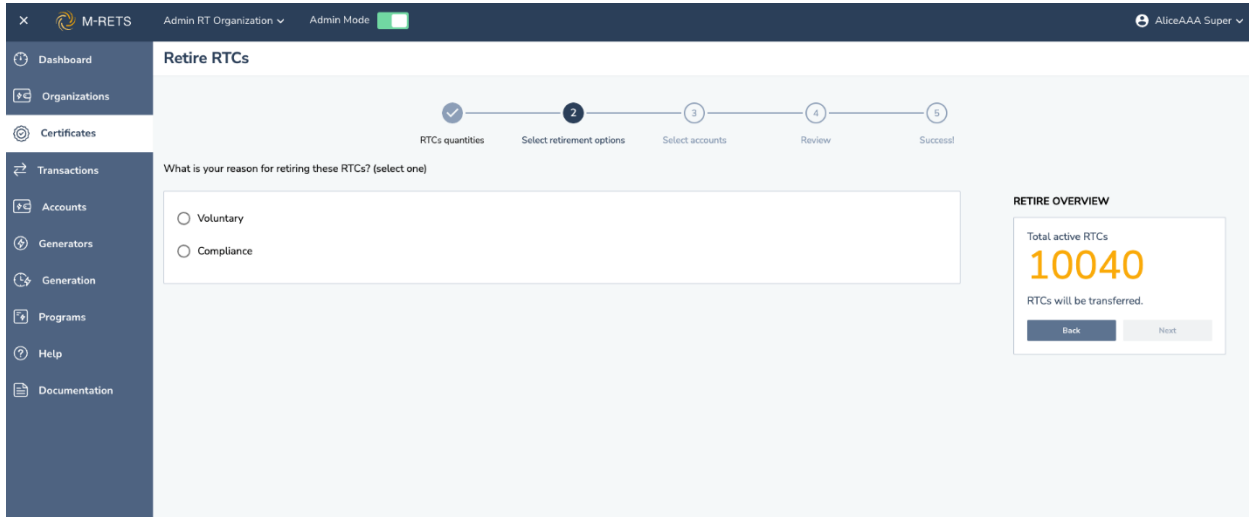 × M-RETS Admin RT Organization Admin Mode AliceAAA Super
Dashboard
Organizations
Certificates
Transactions
Accounts
Generators
Generation
Programs
Help
Documentation
Retire RTCs
2 3 4 5
RTCs quantities Select retirement options Select accounts Review Success!
What is your reason for retiring these RTCs? (select one)
Voluntary
Compliance
RETIRE OVERVIEW
Total active RTCs
10040
RTCs will be transferred.
Back Next